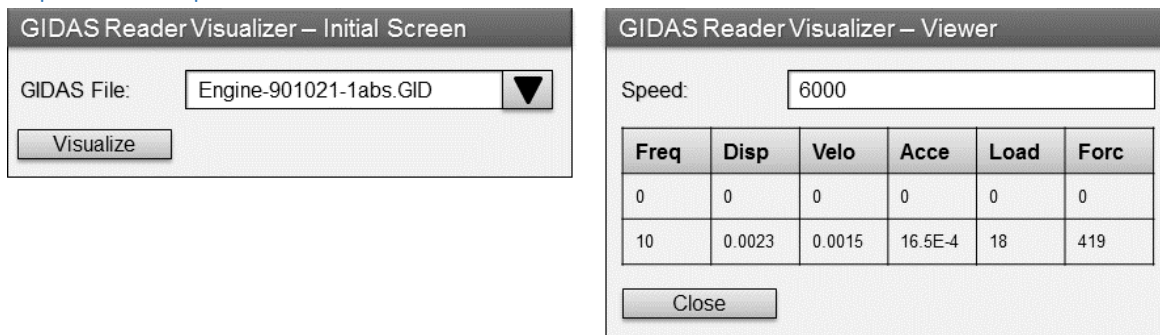 GIDAS Reader Visualizer – Initial Screen
GIDAS File: Engine-901021-1abs.GID
Visualize
GIDAS Reader Visualizer – Viewer
Speed: 6000
Freq Disp Velo Acce Load Forc
0 0 0 0 0 0
10 0.0023 0.0015 16.5E-4 18 419
Close